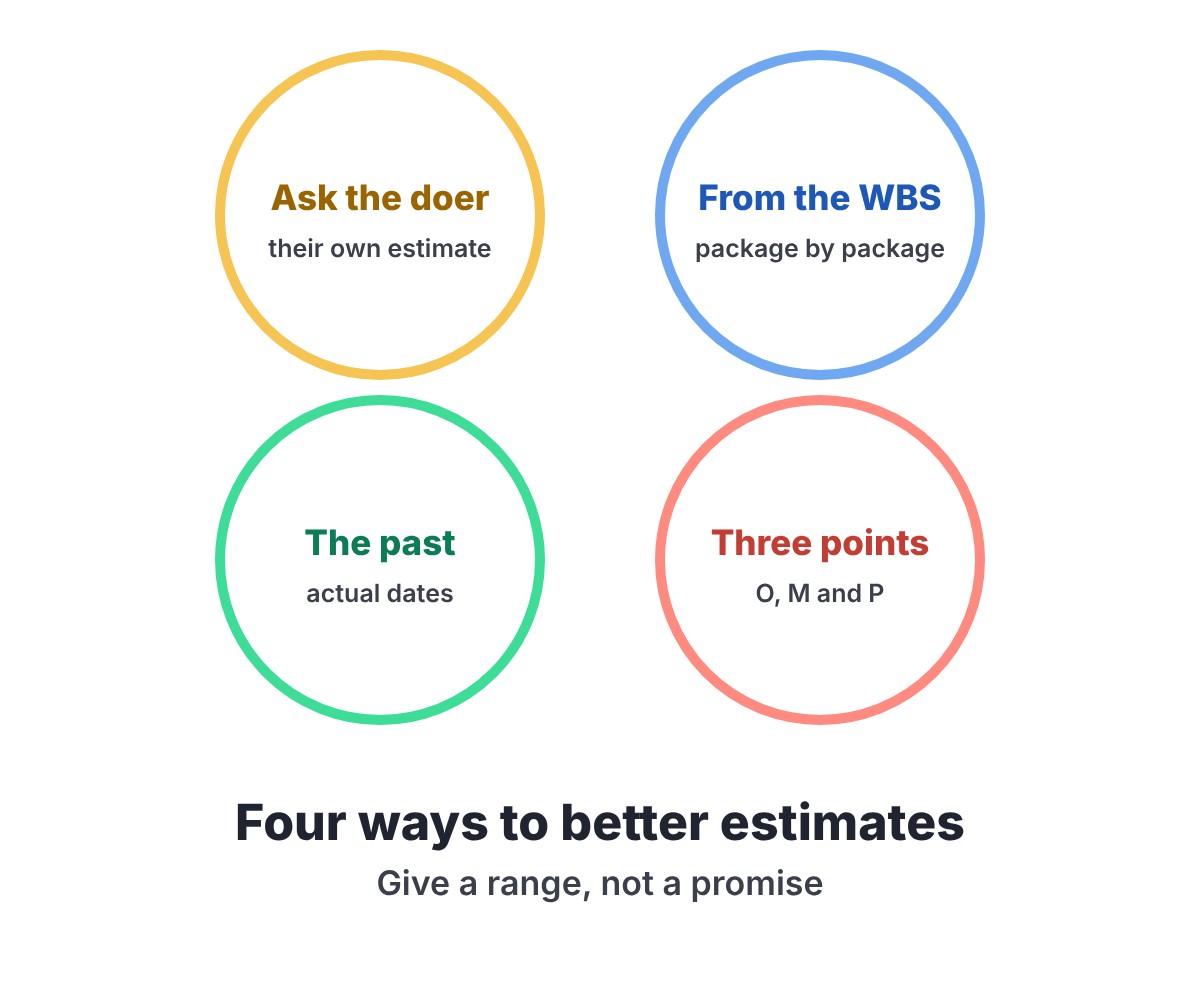 Ask the doer
their own estimate
From the WBS
package by package
The past
actual dates
Three points
O, M and P
Four ways to better estimates
Give a range, not a promise